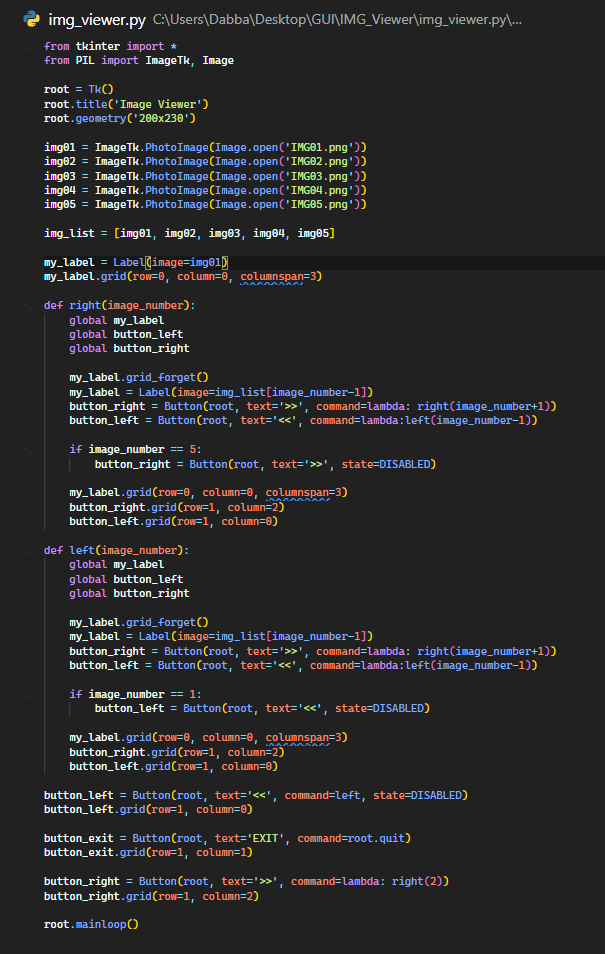 img_viewer.py C:\Users\Dabba\Desktop\GUI\IMG_Viewer\img_viewer.py\...
from tkinter import *
from PIL import ImageTk, Image

root = Tk()
root.title('Image Viewer')
root.geometry('200x230')

img01 = ImageTk.PhotoImage(Image.open('IMG01.png'))
img02 = ImageTk.PhotoImage(Image.open('IMG02.png'))
img03 = ImageTk.PhotoImage(Image.open('IMG03.png'))
img04 = ImageTk.PhotoImage(Image.open('IMG04.png'))
img05 = ImageTk.PhotoImage(Image.open('IMG05.png'))

img_list = [img01, img02, img03, img04, img05]

my_label = Label(image=img01)
my_label.grid(row=0, column=0, columnspan=3)

def right(image_number):
    global my_label
    global button_left
    global button_right

    my_label.grid_forget()
    my_label = Label(image=img_list[image_number-1])
    button_right = Button(root, text='>>', command=lambda: right(image_number+1))
    button_left = Button(root, text='<<', command=lambda:left(image_number-1))

    if image_number == 5:
        button_right = Button(root, text='>>', state=DISABLED)

    my_label.grid(row=0, column=0, columnspan=3)
    button_right.grid(row=1, column=2)
    button_left.grid(row=1, column=0)

def left(image_number):
    global my_label
    global button_left
    global button_right

    my_label.grid_forget()
    my_label = Label(image=img_list[image_number-1])
    button_right = Button(root, text='>>', command=lambda: right(image_number+1))
    button_left = Button(root, text='<<', command=lambda:left(image_number-1))

    if image_number == 1:
        button_left = Button(root, text='<<', state=DISABLED)

    my_label.grid(row=0, column=0, columnspan=3)
    button_right.grid(row=1, column=2)
    button_left.grid(row=1, column=0)

button_left = Button(root, text='<<', command=left, state=DISABLED)
button_left.grid(row=1, column=0)

button_exit = Button(root, text='EXIT', command=root.quit)
button_exit.grid(row=1, column=1)

button_right = Button(root, text='>>', command=lambda: right(2))
button_right.grid(row=1, column=2)

root.mainloop()